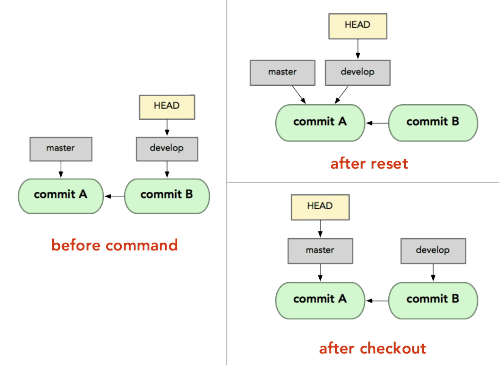 HEAD
master
develop
commit A
commit B
before command
HEAD
master
develop
commit A
commit B
after reset
HEAD
master
develop
commit A
commit B
after checkout